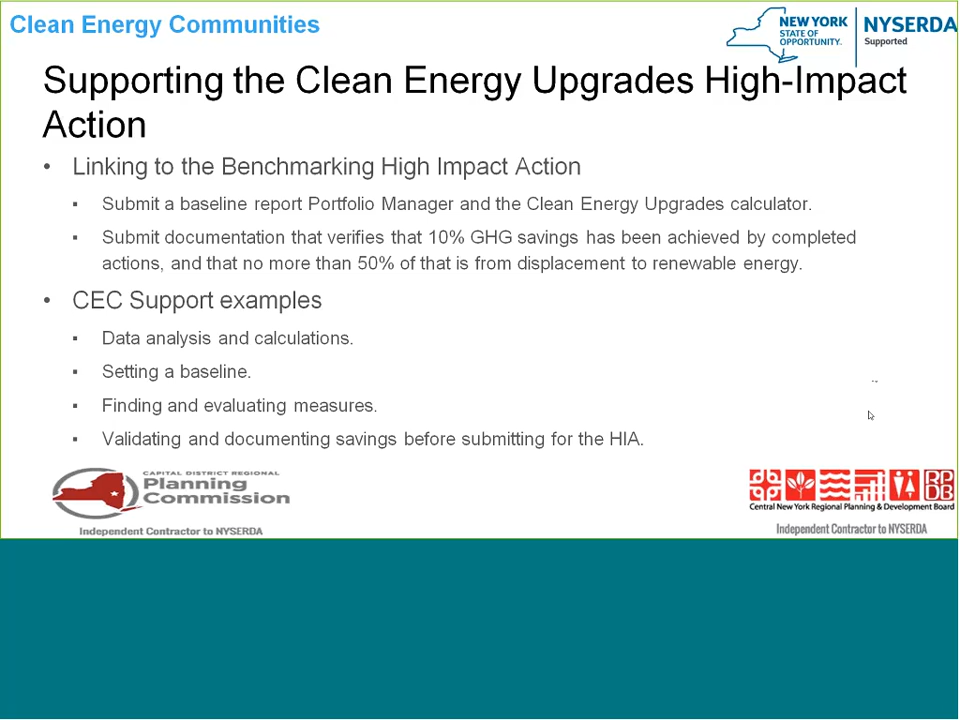 Clean Energy Communities
NEW YORK
STATE OF
OPPORTUNITY.
NYSERDA
Supported
Supporting the Clean Energy Upgrades High-Impact
Action
• Linking to the Benchmarking High Impact Action
▪ Submit a baseline report Portfolio Manager and the Clean Energy Upgrades calculator.
▪ Submit documentation that verifies that 10% GHG savings has been achieved by completed
actions, and that no more than 50% of that is from displacement to renewable energy.
• CEC Support examples
▪ Data analysis and calculations.
▪ Setting a baseline.
▪ Finding and evaluating measures.
▪ Validating and documenting savings before submitting for the HIA.
CAPITAL DISTRICT REGIONAL
Planning
Commission
Independent Contractor to NYSERDA
RP
DB
Central New York Regional Planning & Development Board
Independent Contractor to NYSERDA